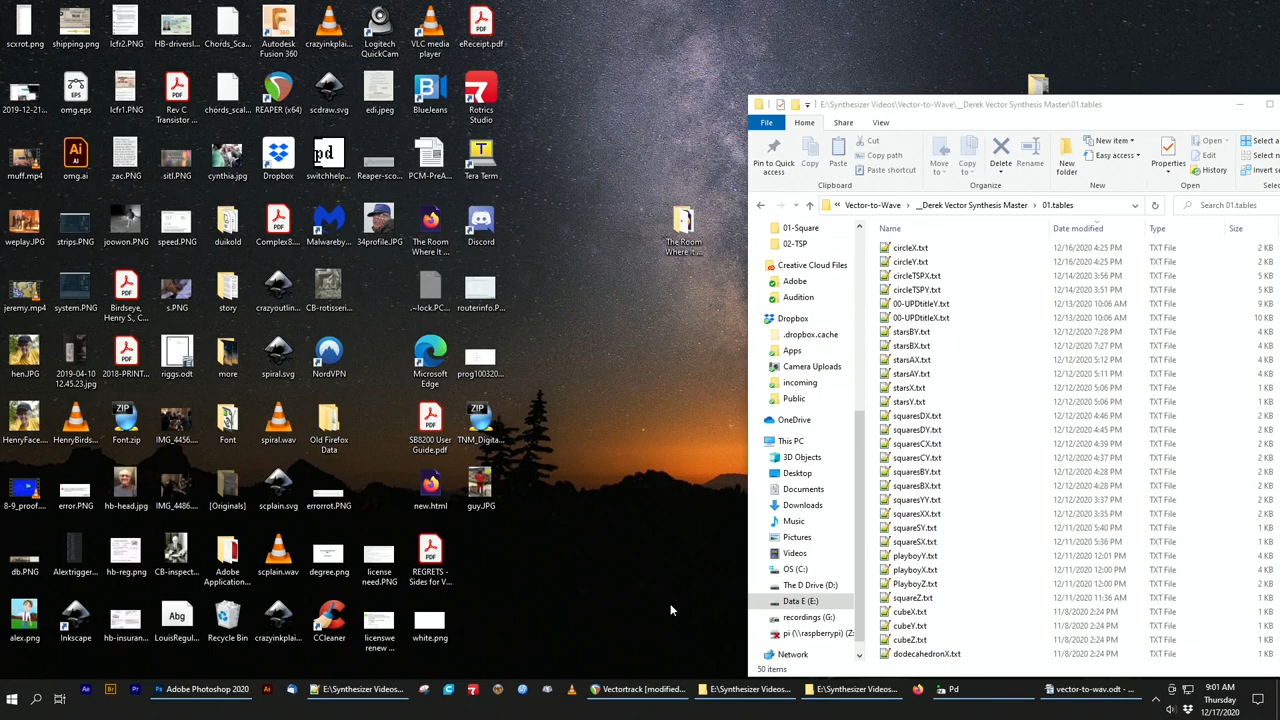 scxrot.png
shipping.png
lcfr2.PNG
HB-driversl...
Chords_Sca...
Autodesk
Fusion 360
crazyinkplai...
Logitech
QuickCam
VLC media
player
eReceipt.pdf
2019-12-21...
omg.eps
lcfr1.PNG
Rev C
Transistor ...
chords_scal...
REAPER (x64)
scdraw.svg
edi.jpeg
BlueJeans
Rotrics
Studio
muff.mp4
omg.ai
zac.PNG
itl.PNG
cynthia.jpg
Dropbox
switchhelp...
Reaper-sco...
PCM-PreA...
Tera Term
weplay.JPG
strips.PNG
joowon.PNG
speed.PNG
duikold
Complex8....
Malwareby...
34profile.JPG
The Room
Where It ...
Discord
jeremy.mp4
system.PNG
Birdseye,
Henry S., C...
s.PNG
story
crazyoutlin...
CB-rotisseri...
.~lock.PC...
routerinfo.P...
hen.JPG
2019-04-10
12.45.23.jpg
2018-PRINT...
riggs.odt
more
spiral.svg
NordVPN
Microsoft
Edge
prog100320...
HenryFace....
HenryBirds...
Font.zip
IMG_4456....
Font
spiral.wav
Old Firefox
Data
SB8200 User
Guide.pdf
TNM_Digita...
8-9_proof....
error.PNG
hb-head.jpg
IMG_4486....
[Originals]
scplain.svg
errorrot.PNG
new.html
guy.JPG
db.PNG
Alextrigger...
hb-reg.png
CB-inspect...
Adobe
Application...
scplain.wav
degree.png
license
need.PNG
REGRETS -
Sides for V...
alex.png
Inkscape
hb-insuran...
LouisRegul...
Recycle Bin
crazyinkplai...
CCleaner
licenswe
renew ...
white.png
The Room
Where It ...
E:\Synthesizer Videos\Vector-to-Wave\__Derek Vector Synthesis Master\01.tables
File Home Share View
Pin to Quick
access
Copy
Paste
Cut
Copy path
Paste shortcut
Clipboard
Move
to
Copy
to
Delete
Rename
Organize
New
folder
New item
Easy access
New
Properties
Open
Edit
History
Open
Select a
Select n
Invert s
Selec
« Vector-to-Wave > __Derek Vector Synthesis Master > 01.tables
Search 01.tables
Name Date modified Type Size
01-Square
02-TSP
Creative Cloud Files
Adobe
Audition
Dropbox
.dropbox.cache
Apps
Camera Uploads
incoming
Public
OneDrive
This PC
3D Objects
Desktop
Documents
Downloads
Music
Pictures
Videos
OS (C:)
The D Drive (D:)
Data E (E:)
recordings (G:)
pi (\\raspberrypi) (Z:
Network
circleX.txt 12/16/2020 4:25 PM TXT File 2 KB
circleY.txt 12/16/2020 4:25 PM TXT File 2 KB
circleTSPX.txt 12/14/2020 3:56 PM TXT File 5 KB
circleTSPY.txt 12/14/2020 3:51 PM TXT File 5 KB
00-UPDtitleY.txt 12/13/2020 10:06 AM TXT File 9 KB
00-UPDtitleX.txt 12/13/2020 10:06 AM TXT File 10 KB
starsBY.txt 12/12/2020 7:28 PM TXT File 4 KB
starsBX.txt 12/12/2020 7:27 PM TXT File 4 KB
starsAX.txt 12/12/2020 5:12 PM TXT File 4 KB
starsAY.txt 12/12/2020 5:11 PM TXT File 4 KB
starsX.txt 12/12/2020 5:06 PM TXT File 1 KB
starsY.txt 12/12/2020 5:06 PM TXT File 1 KB
squaresDX.txt 12/12/2020 4:46 PM TXT File 2 KB
squaresDY.txt 12/12/2020 4:45 PM TXT File 2 KB
squaresCX.txt 12/12/2020 4:39 PM TXT File 2 KB
squaresCY.txt 12/12/2020 4:37 PM TXT File 2 KB
squaresBY.txt 12/12/2020 4:28 PM TXT File 2 KB
squaresBX.txt 12/12/2020 4:28 PM TXT File 2 KB
squaresYY.txt 12/12/2020 3:37 PM TXT File 2 KB
squaresXX.txt 12/12/2020 3:35 PM TXT File 2 KB
squareSY.txt 12/11/2020 5:40 PM TXT File 1 KB
squareSX.txt 12/11/2020 5:36 PM TXT File 1 KB
playboyY.txt 12/11/2020 12:01 PM TXT File 4 KB
playboyX.txt 12/11/2020 12:00 PM TXT File 4 KB
PlayboyZ.txt 12/11/2020 12:00 PM TXT File 2 KB
squareZ.txt 12/11/2020 11:36 AM TXT File 1 KB
cubeX.txt 11/8/2020 2:24 PM TXT File 1 KB
cubeY.txt 11/8/2020 2:24 PM TXT File 1 KB
cubeZ.txt 11/8/2020 2:24 PM TXT File 1 KB
dodecahedronX.txt 11/8/2020 2:24 PM TXT File 1 KB
50 items
Adobe Photoshop 2020
E:\Synthesizer Videos...
Vectortrack [modified...
E:\Synthesizer Videos...
E:\Synthesizer Videos...
Pd
vector-to-wav.odt - ...
9:01 AM
Thursday
12/17/2020